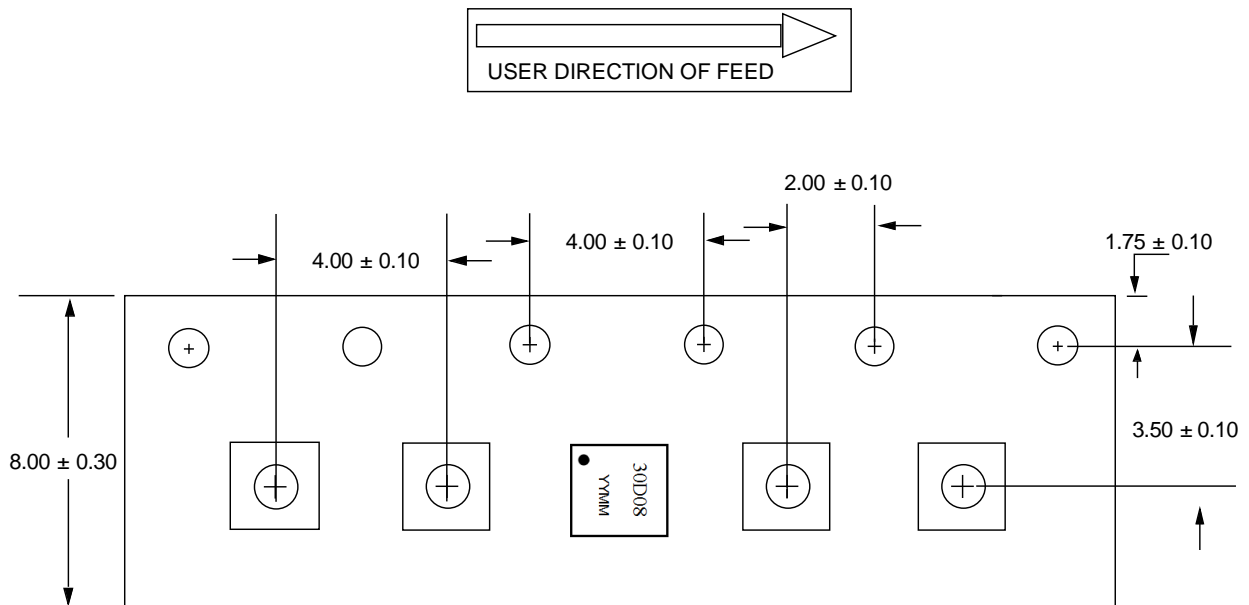 USER DIRECTION OF FEED
2.00 ± 0.10
4.00 ± 0.10
4.00 ± 0.10
1.75 ± 0.10
8.00 ± 0.30
3.50 ± 0.10
30D08
YYMM